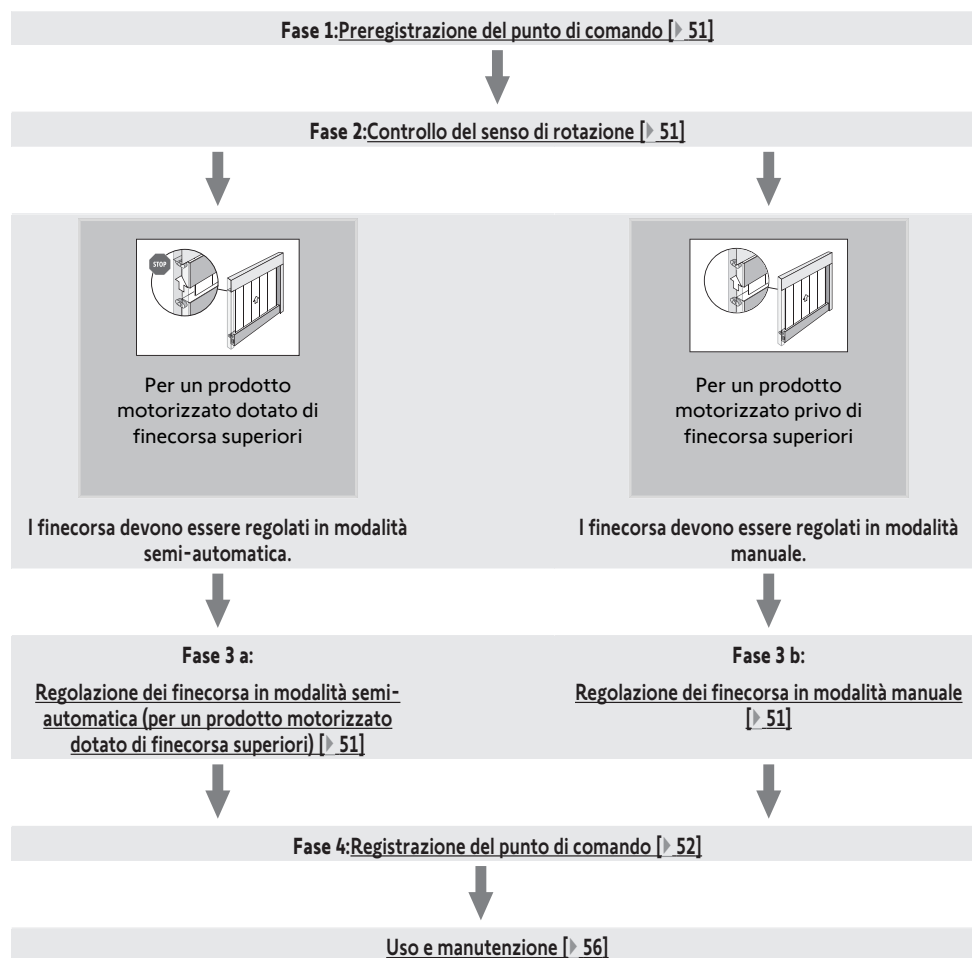 Fase 1:Preregistrazione del punto di comando [▶ 51]
Fase 2:Controllo del senso di rotazione [▶ 51]
STOP
Per un prodotto
motorizzato dotato di
finecorsa superiori
I finecorsa devono essere regolati in modalità
semi-automatica.
Per un prodotto
motorizzato privo di
finecorsa superiori
I finecorsa devono essere regolati in modalità
manuale.
Fase 3 a:
Regolazione dei finecorsa in modalità semi-
automatica (per un prodotto motorizzato
dotato di finecorsa superiori) [▶ 51]
Fase 3 b:
Regolazione dei finecorsa in modalità manuale
[▶ 51]
Fase 4:Registrazione del punto di comando [▶ 52]
Uso e manutenzione [▶ 56]